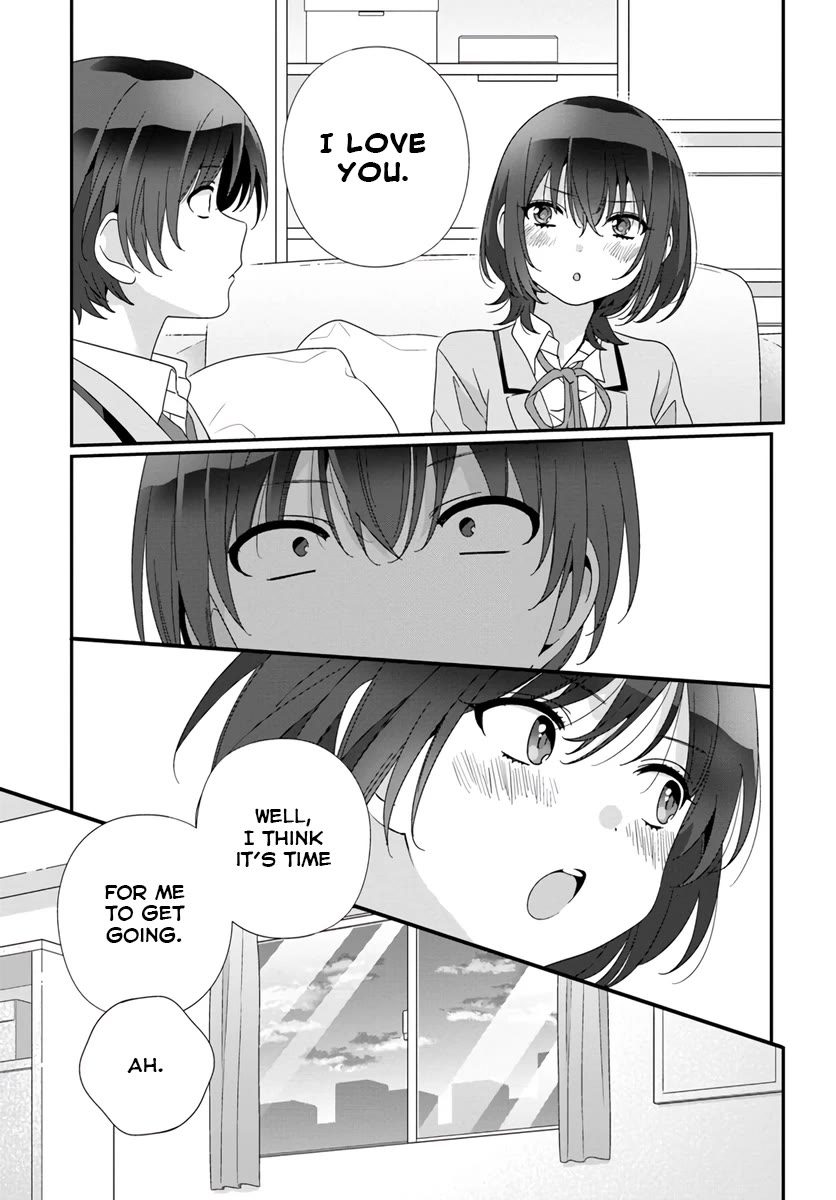 I LOVE
YOU.
WELL,
I THINK
IT'S TIME
FOR ME
TO GET
GOING.
AH.